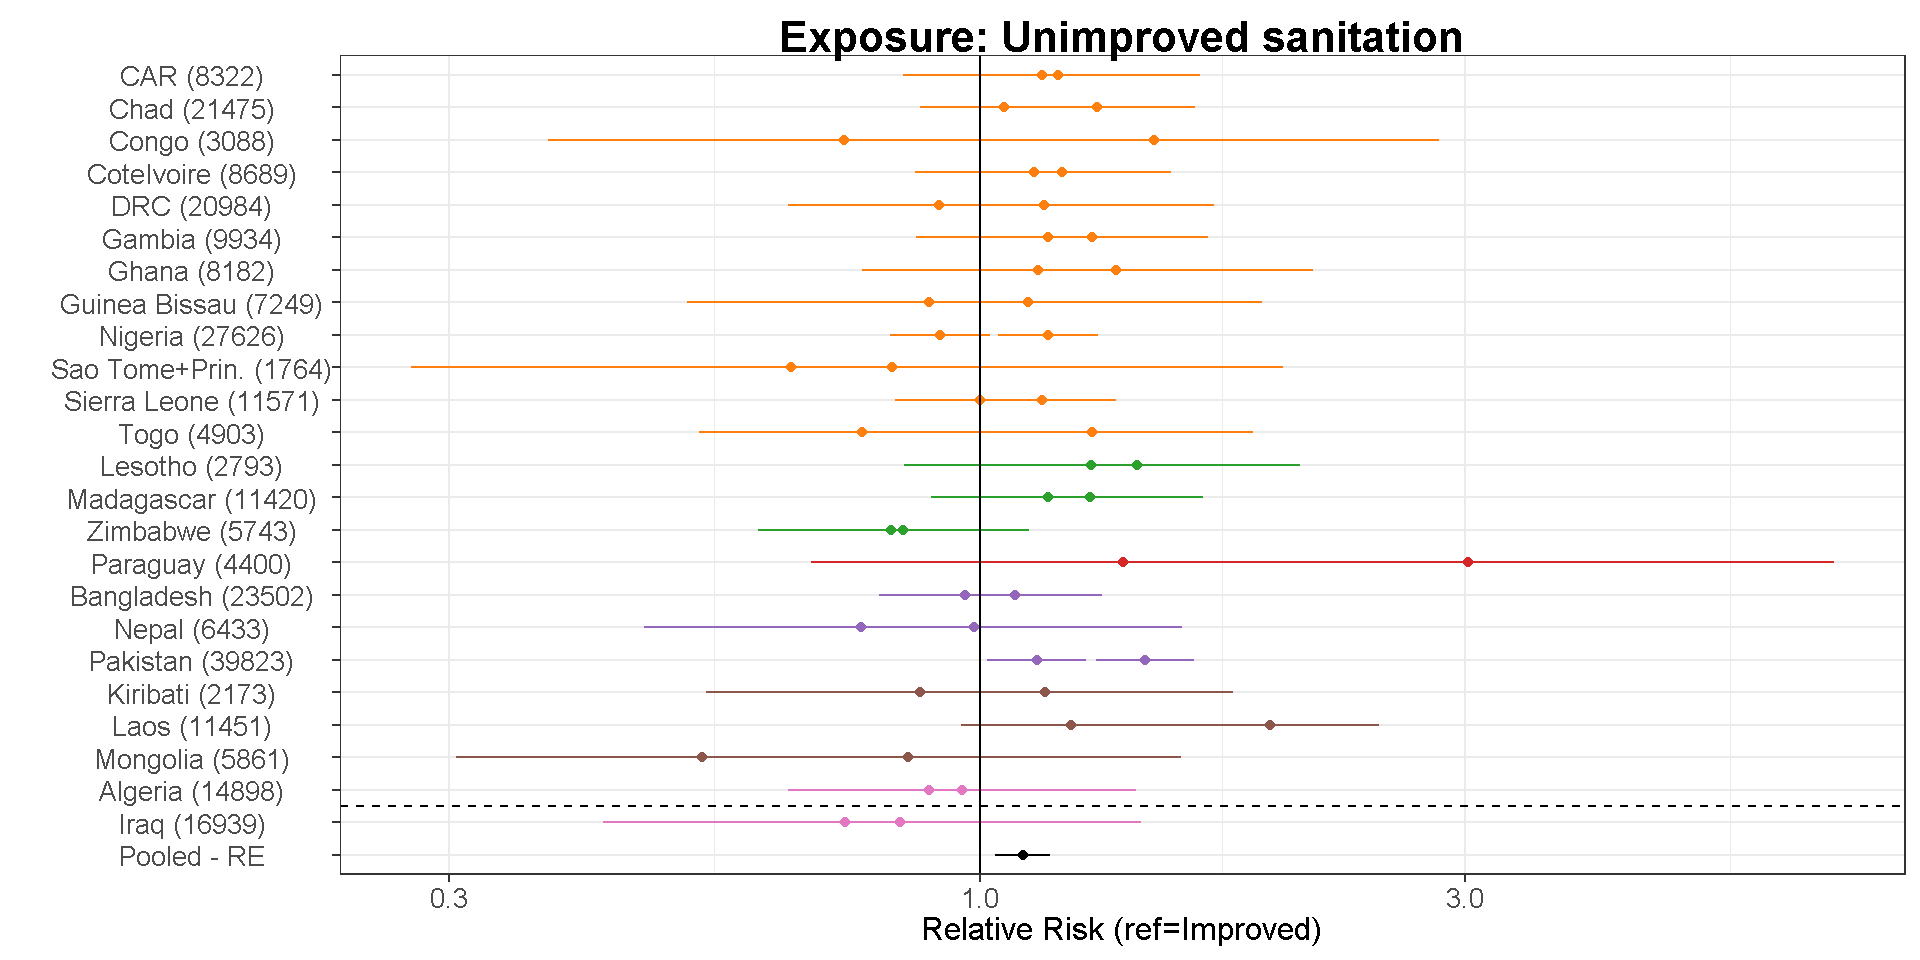 Exposure: Unimproved sanitation
CAR (8322)
Chad (21475)
Congo (3088)
CoteIvoire (8689)
DRC (20984)
Gambia (9934)
Ghana (8182)
Guinea Bissau (7249)
Nigeria (27626)
Sao Tome+Prin. (1764)
Sierra Leone (11571)
Togo (4903)
Lesotho (2793)
Madagascar (11420)
Zimbabwe (5743)
Paraguay (4400)
Bangladesh (23502)
Nepal (6433)
Pakistan (39823)
Kiribati (2173)
Laos (11451)
Mongolia (5861)
Algeria (14898)
Iraq (16939)
Pooled - RE
0.3 1.0 3.0
Relative Risk (ref=Improved)